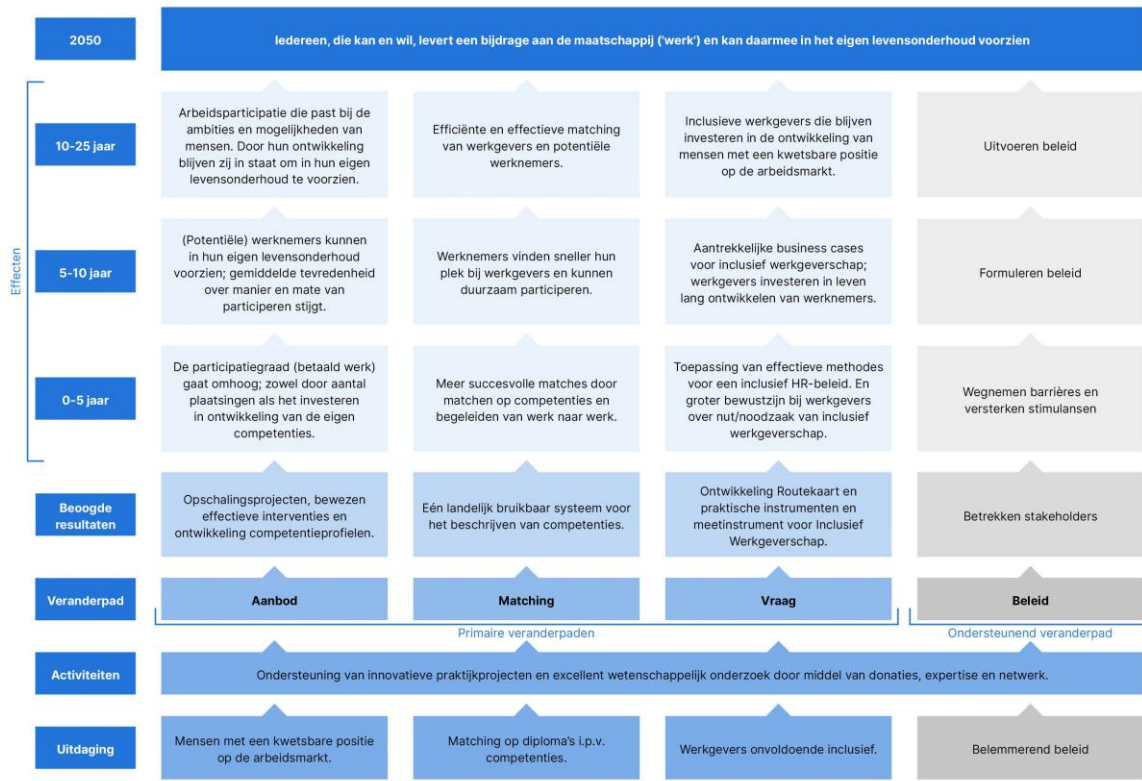 2050
Iedereen, die kan en wil, levert een bijdrage aan de maatschappij ('werk') en kan daarmee in het eigen levensonderhoud voorzien
Effecten
10-25 jaar
Arbeidsparticipatie die past bij de
ambities en mogelijkheden van
mensen. Door hun ontwikkeling
blijven zij in staat om in hun eigen
levensonderhoud te voorzien.
Efficiënte en effectieve matching
van werkgevers en potentiële
werknemers.
Inclusieve werkgevers die blijven
investeren in de ontwikkeling van
mensen met een kwetsbare positie
op de arbeidsmarkt.
Uitvoeren beleid
5-10 jaar
(Potentiële) werknemers kunnen
in hun eigen levensonderhoud
voorzien; gemiddelde tevredenheid
over manier en mate van
participeren stijgt.
Werknemers vinden sneller hun
plek bij werkgevers en kunnen
duurzaam participeren.
Aantrekkelijke business cases
voor inclusief werkgeverschap;
werkgevers investeren in leven
lang ontwikkelen van werknemers.
Formuleren beleid
0-5 jaar
De participatiegraad (betaald werk)
gaat omhoog; zowel door aantal
plaatsingen als het investeren
in ontwikkeling van de eigen
competenties.
Meer succesvolle matches door
matchen op competenties en
begeleiden van werk naar werk.
Toepassing van effectieve methodes
voor een inclusief HR-beleid. En
groter bewustzijn bij werkgevers
over nut/noodzaak van inclusief
werkgeverschap.
Wegnemen barrières en
versterken stimulansen
Beoogde
resultaten
Opschalingsprojecten, bewezen
effectieve interventies en
ontwikkeling competentieprofielen.
Eén landelijk bruikbaar systeem voor
het beschrijven van competenties.
Ontwikkeling Routekaart en
praktische instrumenten en
meetinstrument voor Inclusief
Werkgeverschap.
Betrekken stakeholders
Veranderpad
Aanbod
Matching
Vraag
Beleid
Primaire veranderpaden
Ondersteunend veranderpad
Activiteiten
Ondersteuning van innovatieve praktijkprojecten en excellent wetenschappelijk onderzoek door middel van donaties, expertise en netwerk.
Uitdaging
Mensen met een kwetsbare positie
op de arbeidsmarkt.
Matching op diploma's i.p.v.
competenties.
Werkgevers onvoldoende inclusief.
Belemmerend beleid